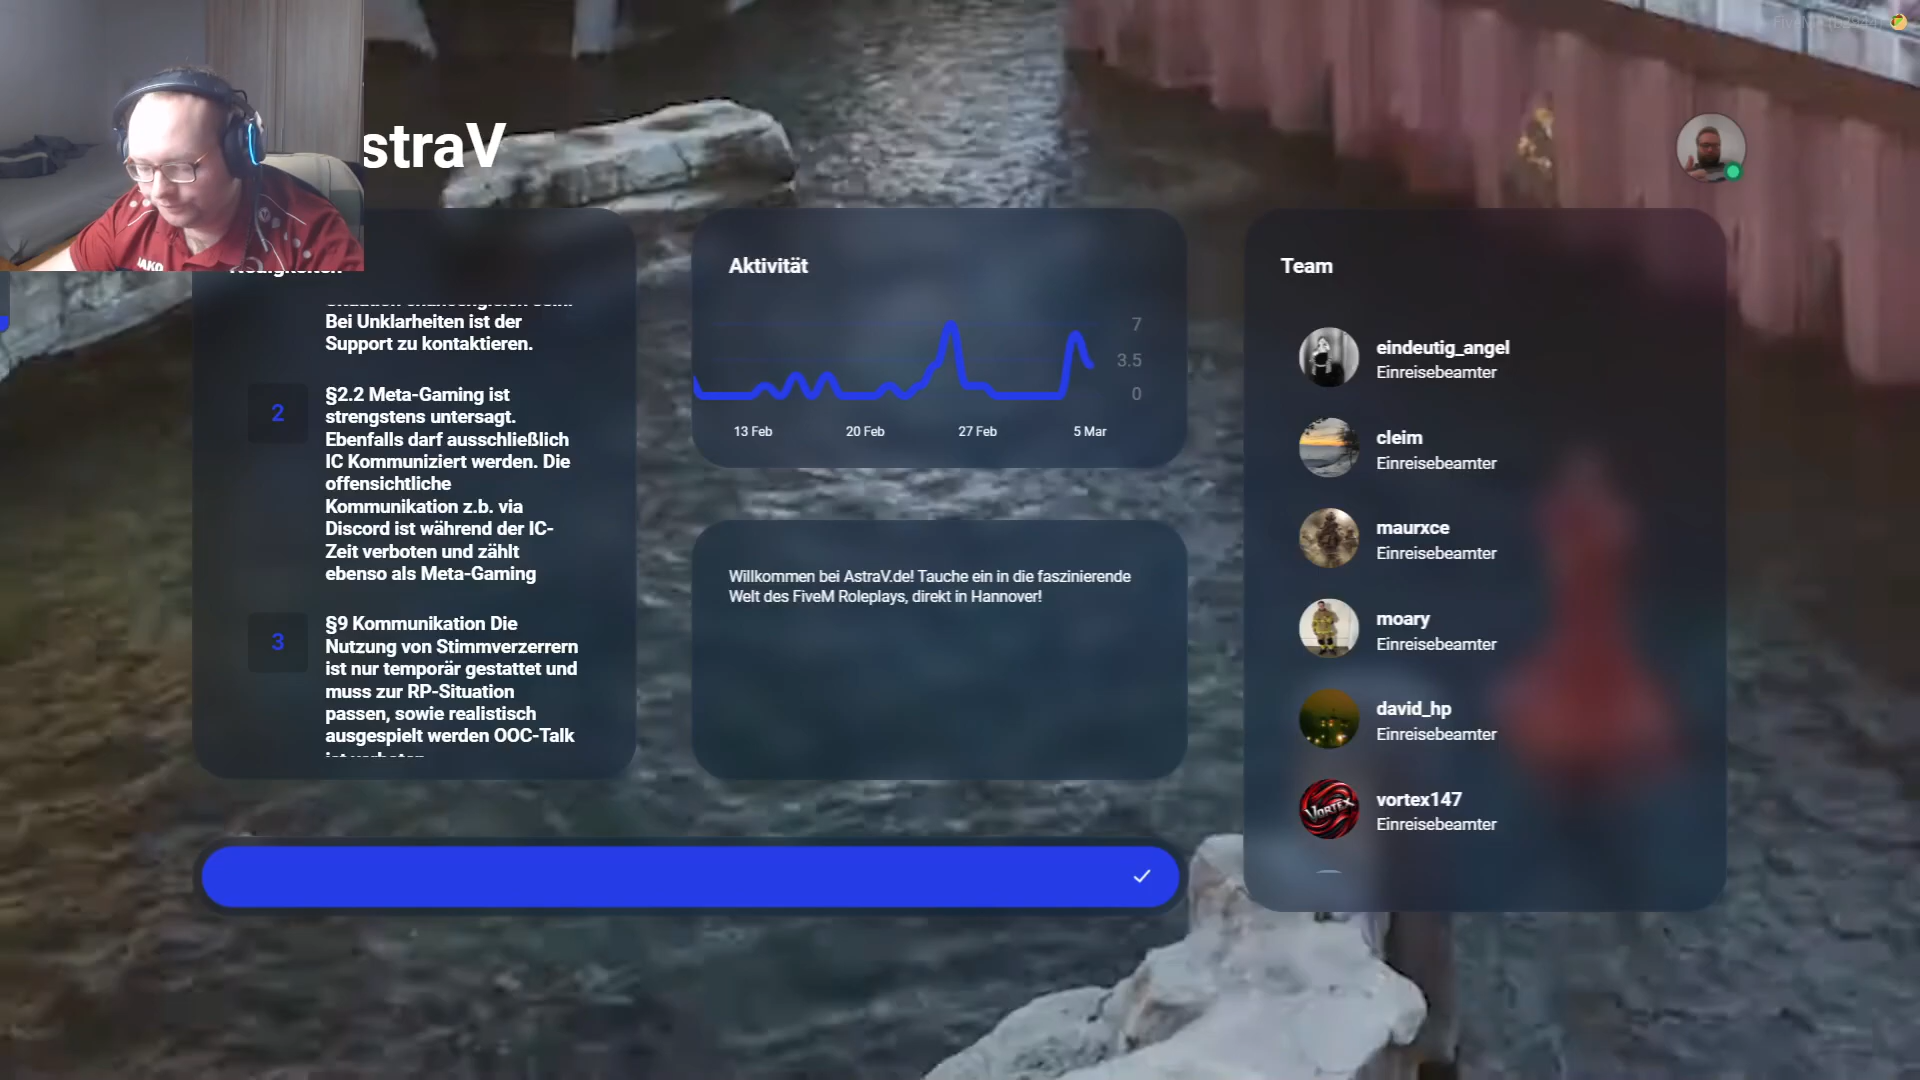 straV
JAKO
Bei Unklarheiten ist der
Support zu kontaktieren.
2
§2.2 Meta-Gaming ist
strengstens untersagt.
Ebenfalls darf ausschließlich
IC Kommuniziert werden. Die
offensichtliche
Kommunikation z.b. via
Discord ist während der IC-
Zeit verboten und zählt
ebenso als Meta-Gaming
3
§9 Kommunikation Die
Nutzung von Stimmverzerrern
ist nur temporär gestattet und
muss zur RP-Situation
passen, sowie realistisch
ausgespielt werden OOC-Talk
Aktivität
7
3.5
0
13 Feb
20 Feb
27 Feb
5 Mar
Willkommen bei AstraV.de! Tauche ein in die faszinierende
Welt des FiveM Roleplays, direkt in Hannover!
Team
eindeutig_angel
Einreisebeamter
cleim
Einreisebeamter
maurxce
Einreisebeamter
moary
Einreisebeamter
david_hp
Einreisebeamter
VORTEX
vortex147
Einreisebeamter